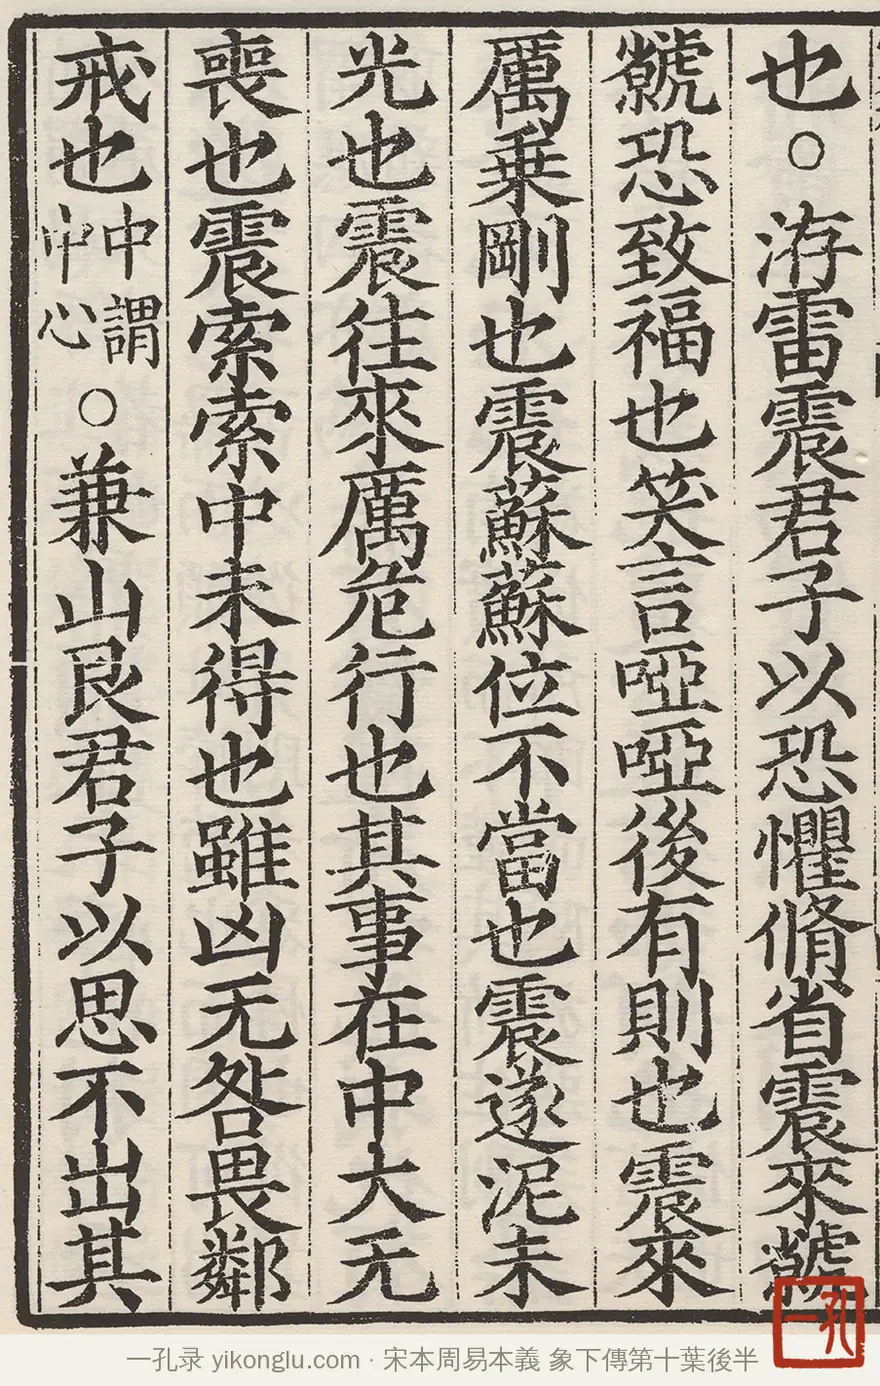 也○洊雷震君子以恐懼脩省震來虩
虩恐致福也笑言啞啞後有則也震來
厲乗剛也震蘇蘇位不當也震遂泥未
光也震往來厲危行也其事在中大无
喪也震索索中未得也雖凶无咎畏鄰
戒也中謂中心○兼山艮君子以思不出其
一孔
一孔录 yikonglu.com · 宋本周易本義 象下傳第十葉後半